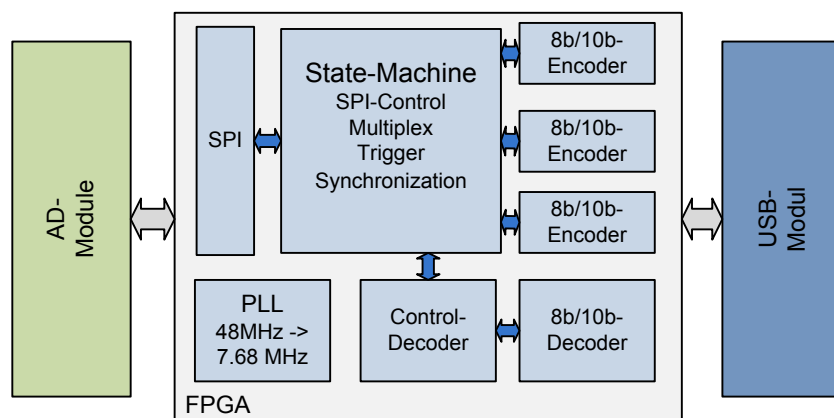 AD-
Module
SPI
State-Machine
SPI-Control
Multiplex
Trigger
Synchronization
8b/10b-
Encoder
8b/10b-
Encoder
8b/10b-
Encoder
PLL
48MHz ->
7.68 MHz
Control-
Decoder
8b/10b-
Decoder
FPGA
USB-
Modul